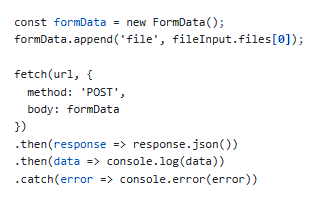 const formData = new FormData();
formData.append('file', fileInput.files[0]);

fetch(url, {
  method: 'POST',
  body: formData
})
.then(response => response.json())
.then(data => console.log(data))
.catch(error => console.error(error))